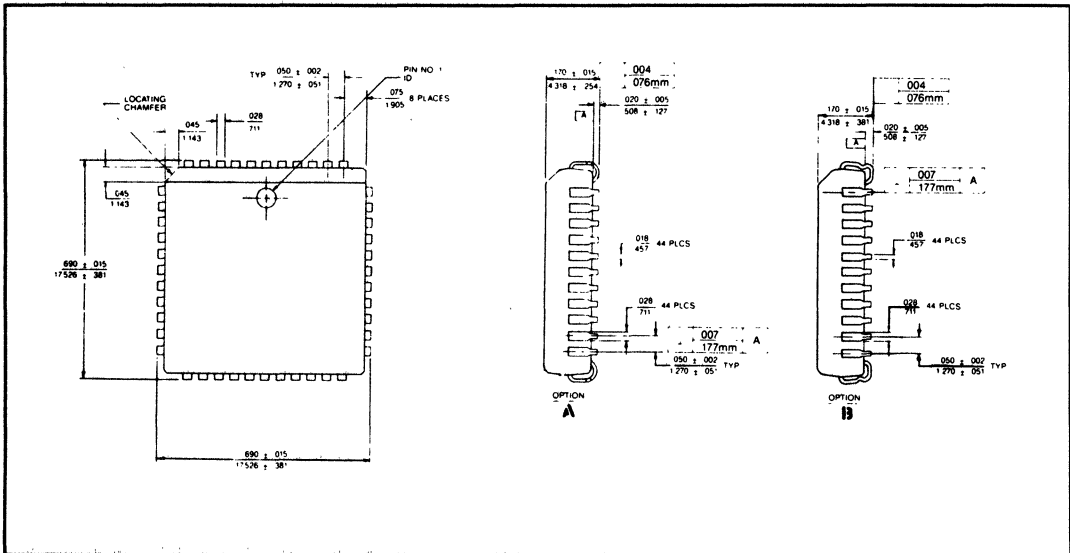 TYP 050 ± 002
1 270 ± 051
PIN NO 1
ID
075
1 905
8 PLACES
LOCATING
CHAMFER
045
1 143
028
711
045
1 143
690 ± 015
17 526 ± 381
690 ± 015
17 526 ± 381
170 ± 015
4 318 ± 254
004
076mm
020 ± 005
508 ± 127
A
018
457
44 PLCS
028
711
44 PLCS
007
177mm
A
050 ± 002
1 270 ± 051
TYP
OPTION
A
170 ± 015
4 318 ± 381
004
076mm
020 ± 005
508 ± 127
A
007
177mm
A
018
457
44 PLCS
028
711
44 PLCS
050 ± 002
1 270 ± 051
TYP
OPTION
B